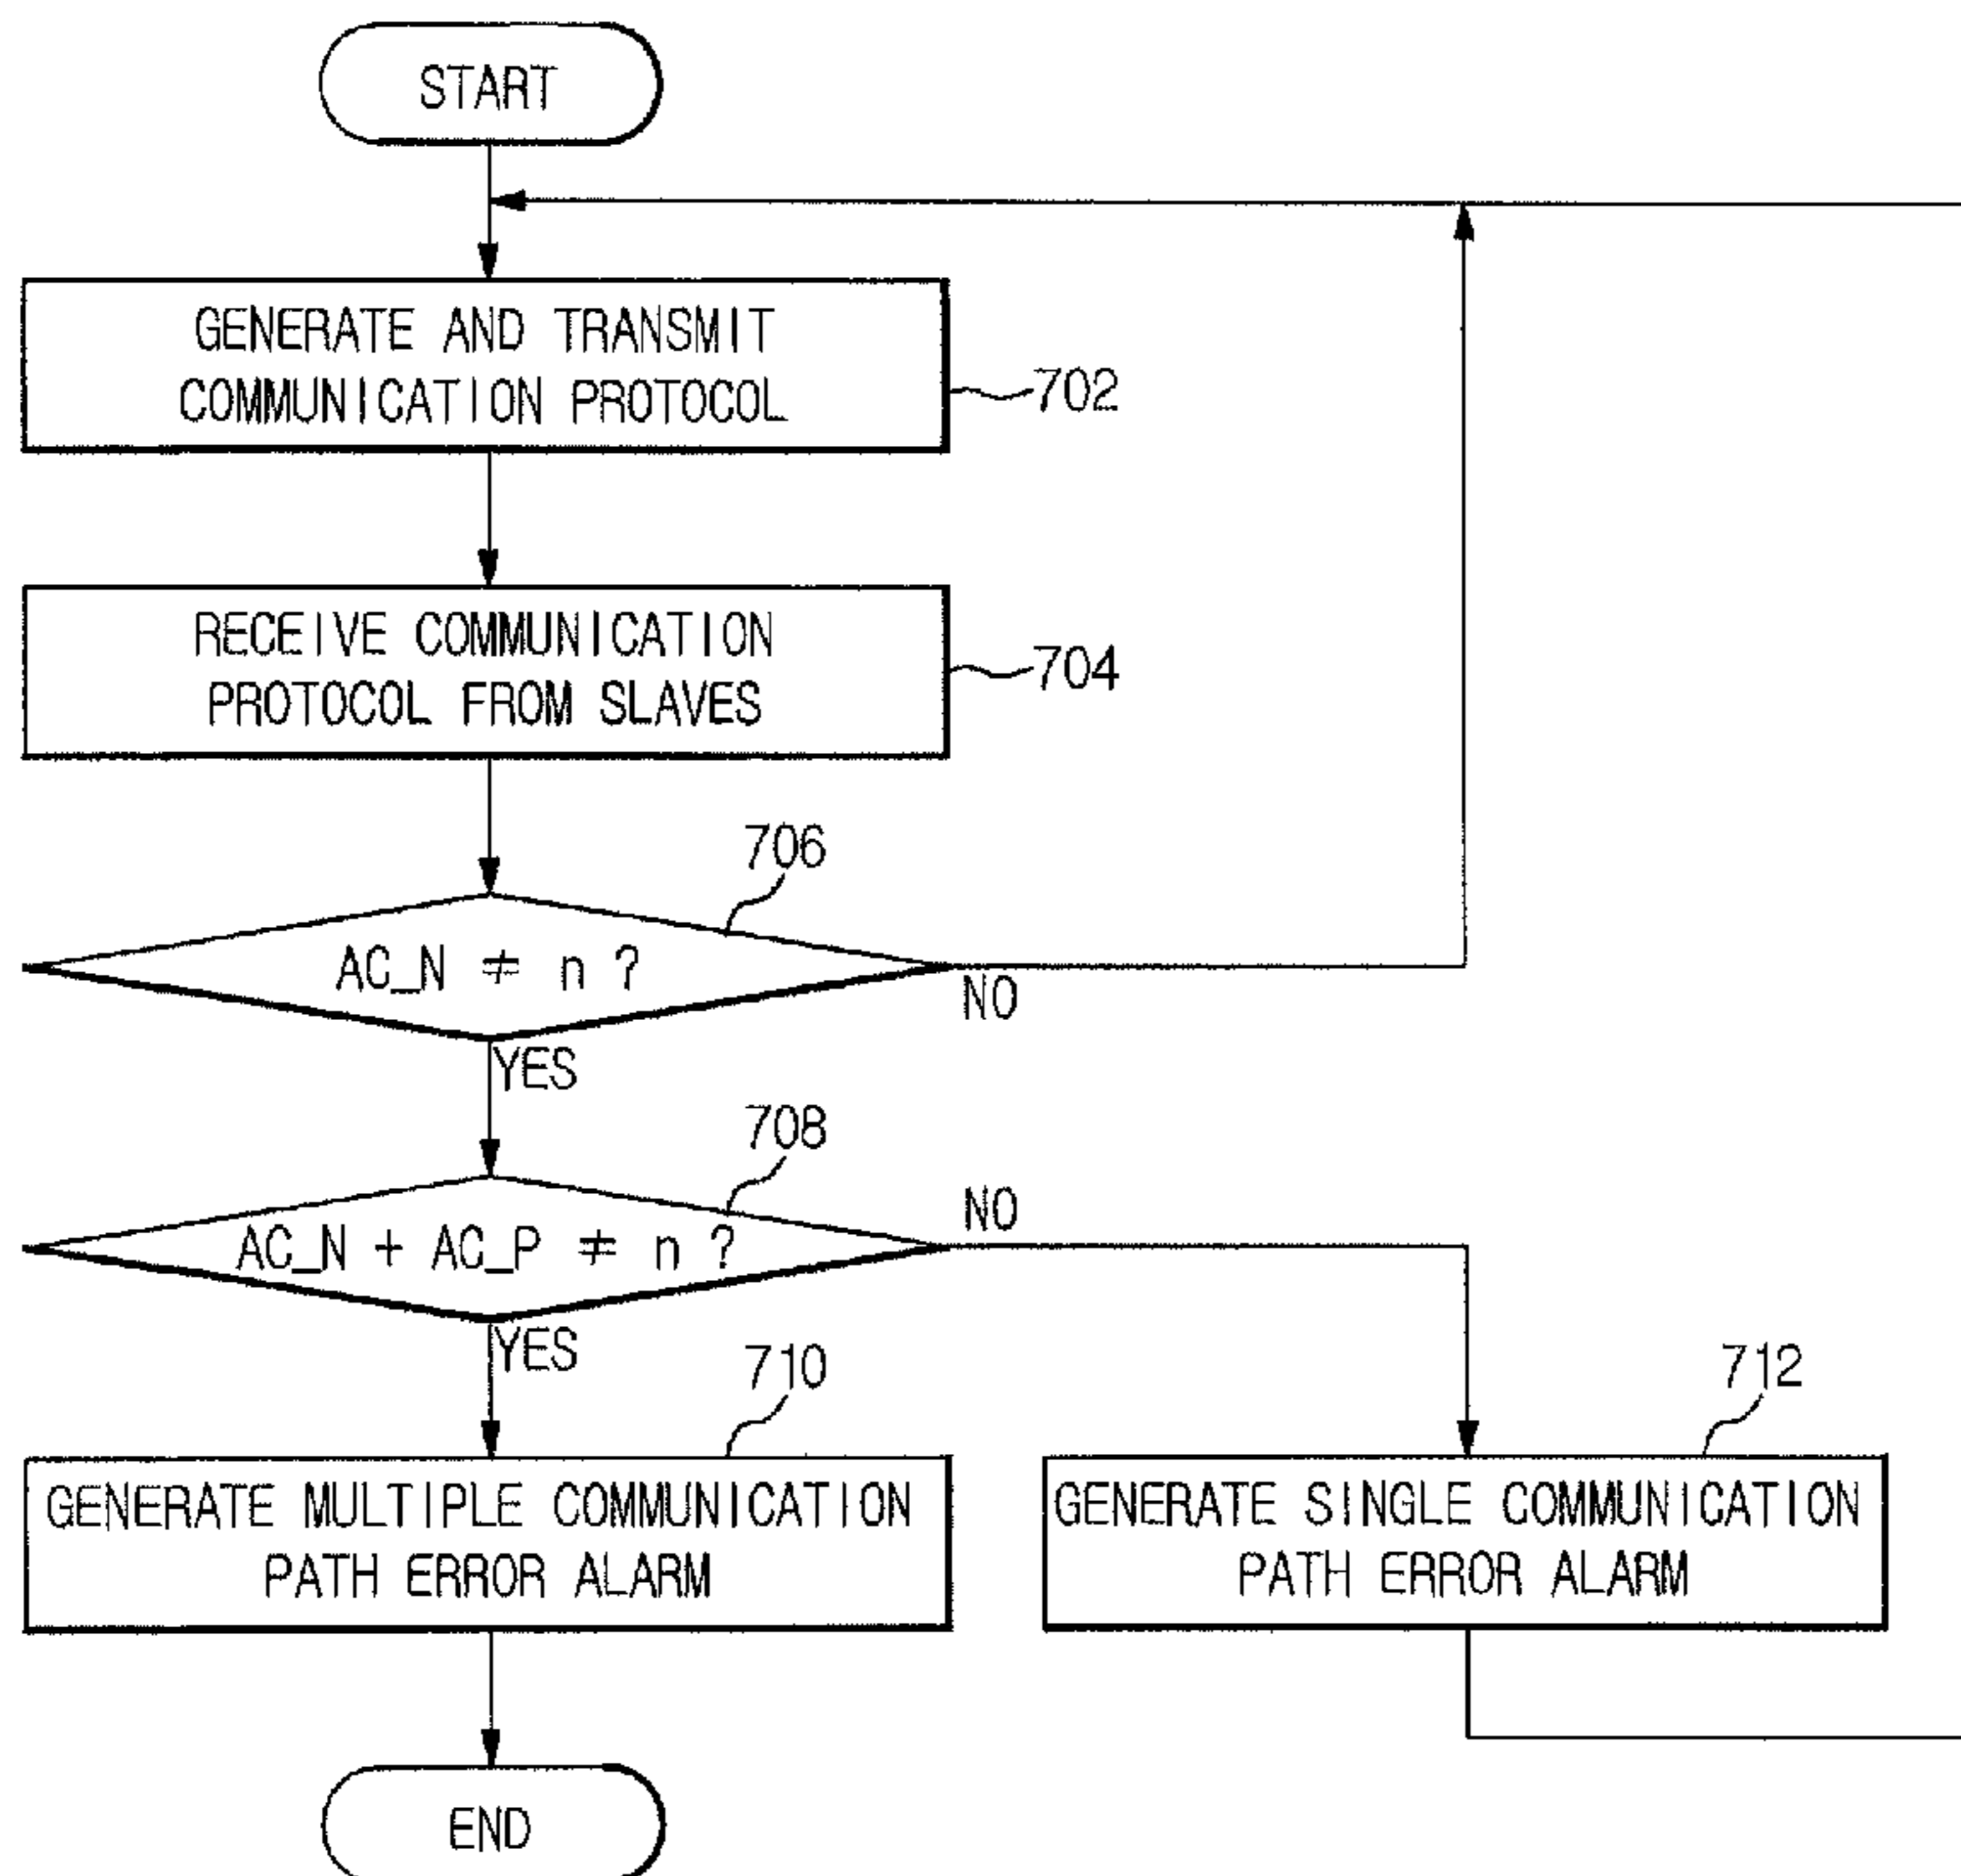 START
GENERATE AND TRANSMIT
COMMUNICATION PROTOCOL
702
RECEIVE COMMUNICATION
PROTOCOL FROM SLAVES
704
706
AC_N ≠ n ?
NO
YES
708
AC_N + AC_P ≠ n ?
NO
YES
710
GENERATE MULTIPLE COMMUNICATION
PATH ERROR ALARM
712
GENERATE SINGLE COMMUNICATION
PATH ERROR ALARM
END